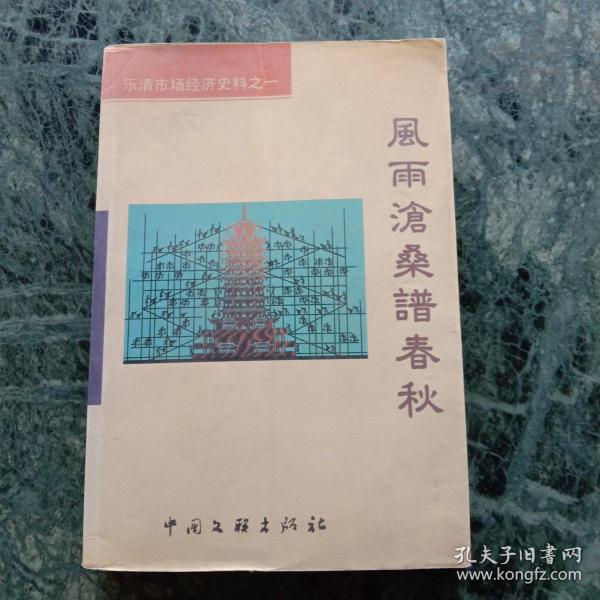 乐清市场经济史料之一
風雨滄桑譜春秋
中国文联出版社
孔夫子旧书网
www.kongfz.com